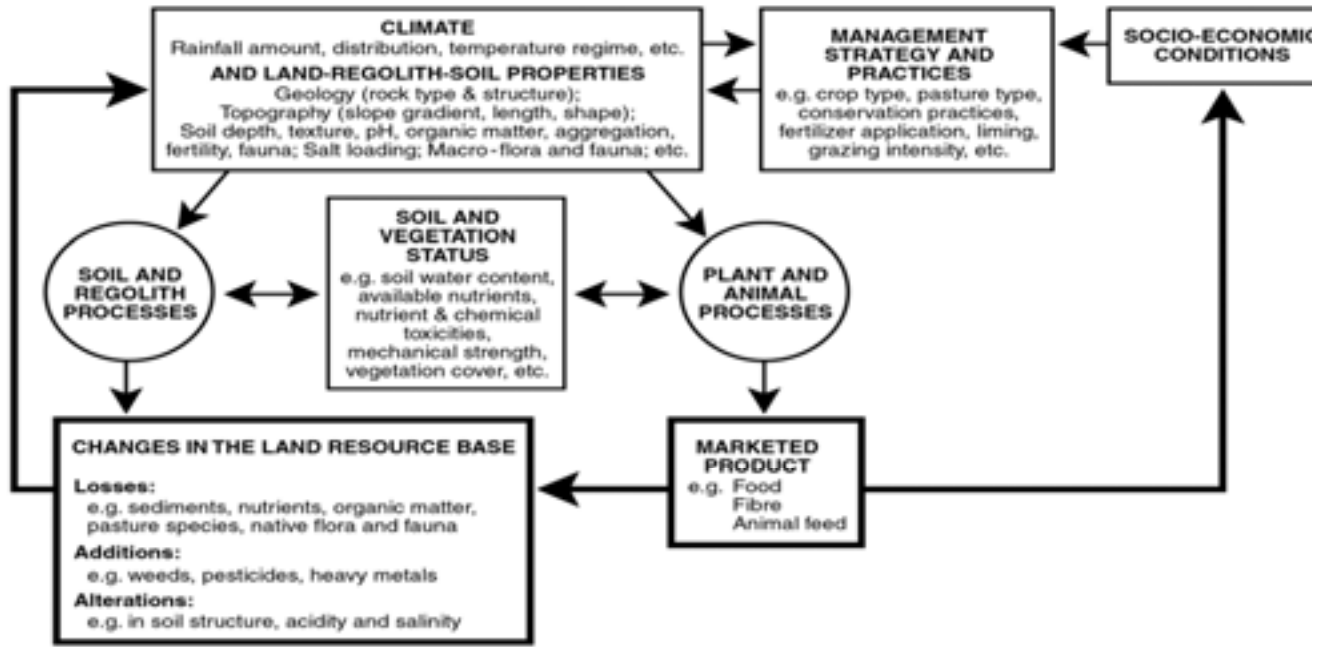 CLIMATE
Rainfall amount, distribution, temperature regime, etc.
AND LAND-REGOLITH-SOIL PROPERTIES
Geology (rock type & structure);
Topography (slope gradient, length, shape);
Soil depth, texture, pH, organic matter, aggregation,
fertility, fauna; Salt loading; Macro-flora and fauna; etc.
MANAGEMENT
STRATEGY AND
PRACTICES
e.g. crop type, pasture type,
conservation practices,
fertilizer application, liming,
grazing intensity, etc.
SOCIO-ECONOMIC
CONDITIONS
SOIL AND
REGOLITH
PROCESSES
SOIL AND
VEGETATION
STATUS
e.g. soil water content,
available nutrients,
nutrient & chemical
toxicities,
mechanical strength,
vegetation cover, etc.
PLANT AND
ANIMAL
PROCESSES
CHANGES IN THE LAND RESOURCE BASE
Losses:
e.g. sediments, nutrients, organic matter,
pasture species, native flora and fauna
Additions:
e.g. weeds, pesticides, heavy metals
Alterations:
e.g. in soil structure, acidity and salinity
MARKETED
PRODUCT
e.g. Food
Fibre
Animal feed